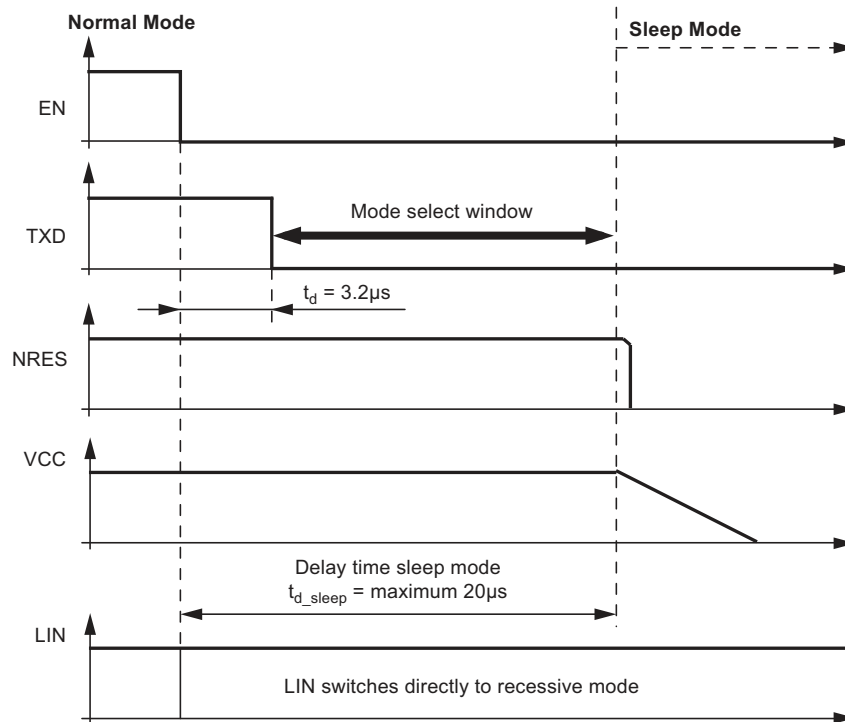 Normal Mode
Sleep Mode
EN
TXD
Mode select window
t_d = 3.2µs
NRES
VCC
Delay time sleep mode
t_d_sleep = maximum 20µs
LIN
LIN switches directly to recessive mode